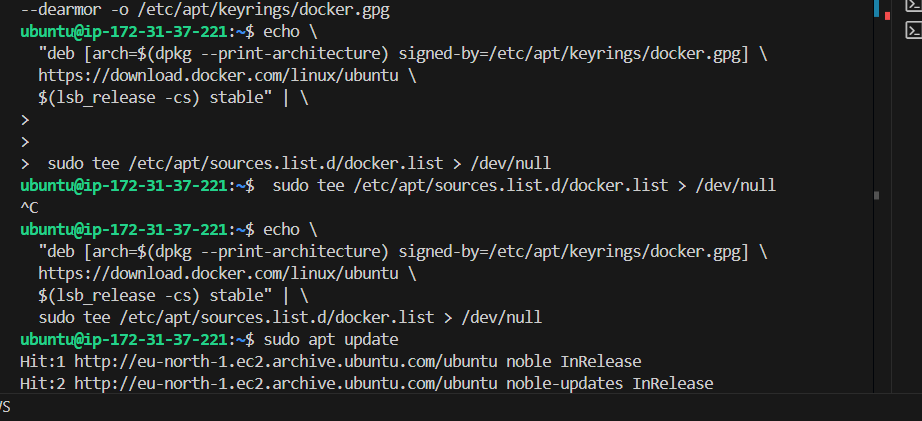 --dearmor -o /etc/apt/keyrings/docker.gpg
ubuntu@ip-172-31-37-221:~$ echo \
  "deb [arch=$(dpkg --print-architecture) signed-by=/etc/apt/keyrings/docker.gpg] \
  https://download.docker.com/linux/ubuntu \
  $(lsb_release -cs) stable" | \
>
>
>  sudo tee /etc/apt/sources.list.d/docker.list > /dev/null
ubuntu@ip-172-31-37-221:~$  sudo tee /etc/apt/sources.list.d/docker.list > /dev/null
^C
ubuntu@ip-172-31-37-221:~$ echo \
  "deb [arch=$(dpkg --print-architecture) signed-by=/etc/apt/keyrings/docker.gpg] \
  https://download.docker.com/linux/ubuntu \
  $(lsb_release -cs) stable" | \
  sudo tee /etc/apt/sources.list.d/docker.list > /dev/null
ubuntu@ip-172-31-37-221:~$ sudo apt update
Hit:1 http://eu-north-1.ec2.archive.ubuntu.com/ubuntu noble InRelease
Hit:2 http://eu-north-1.ec2.archive.ubuntu.com/ubuntu noble-updates InRelease